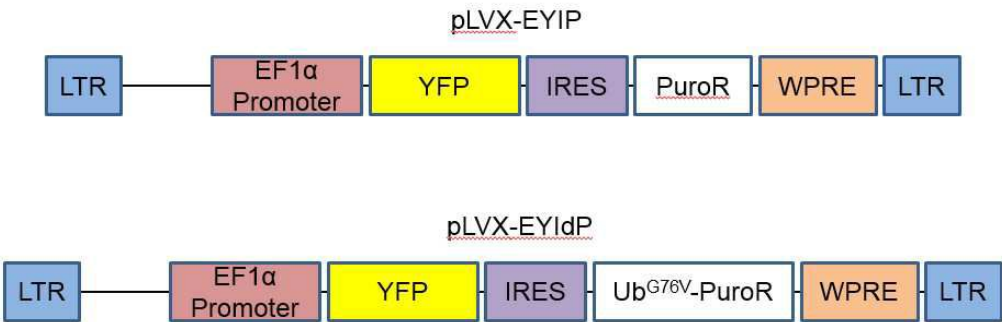 pLVX-EYIP
LTR EF1α Promoter YFP IRES PuroR WPRE LTR
pLVX-EYIdP
LTR EF1α Promoter YFP IRES Ub^G76V-PuroR WPRE LTR